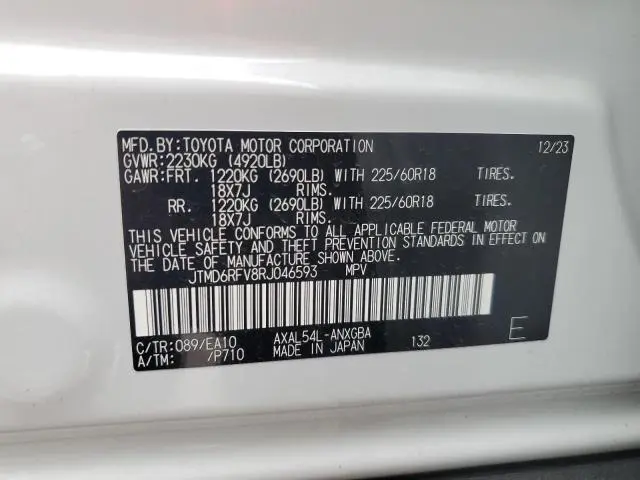 MFD.BY:TOYOTA MOTOR CORPORATION 12/23
GVWR:2230KG (4920LB)
GAWR:FRT. 1220KG (2690LB) WITH 225/60R18 TIRES.
18X7J RIMS.
RR. 1220KG (2690LB) WITH 225/60R18 TIRES.
18X7J RIMS.
THIS VEHICLE CONFORMS TO ALL APPLICABLE FEDERAL MOTOR
VEHICLE SAFETY AND THEFT PREVENTION STANDARDS IN EFFECT ON
THE DATE OF MANUFACTURE SHOWN ABOVE.
JTMD6RFV8RJ046593 MPV
C/TR:089/EA10 AXAL54L-ANXGBA 132 E
A/TM: /P710 MADE IN JAPAN